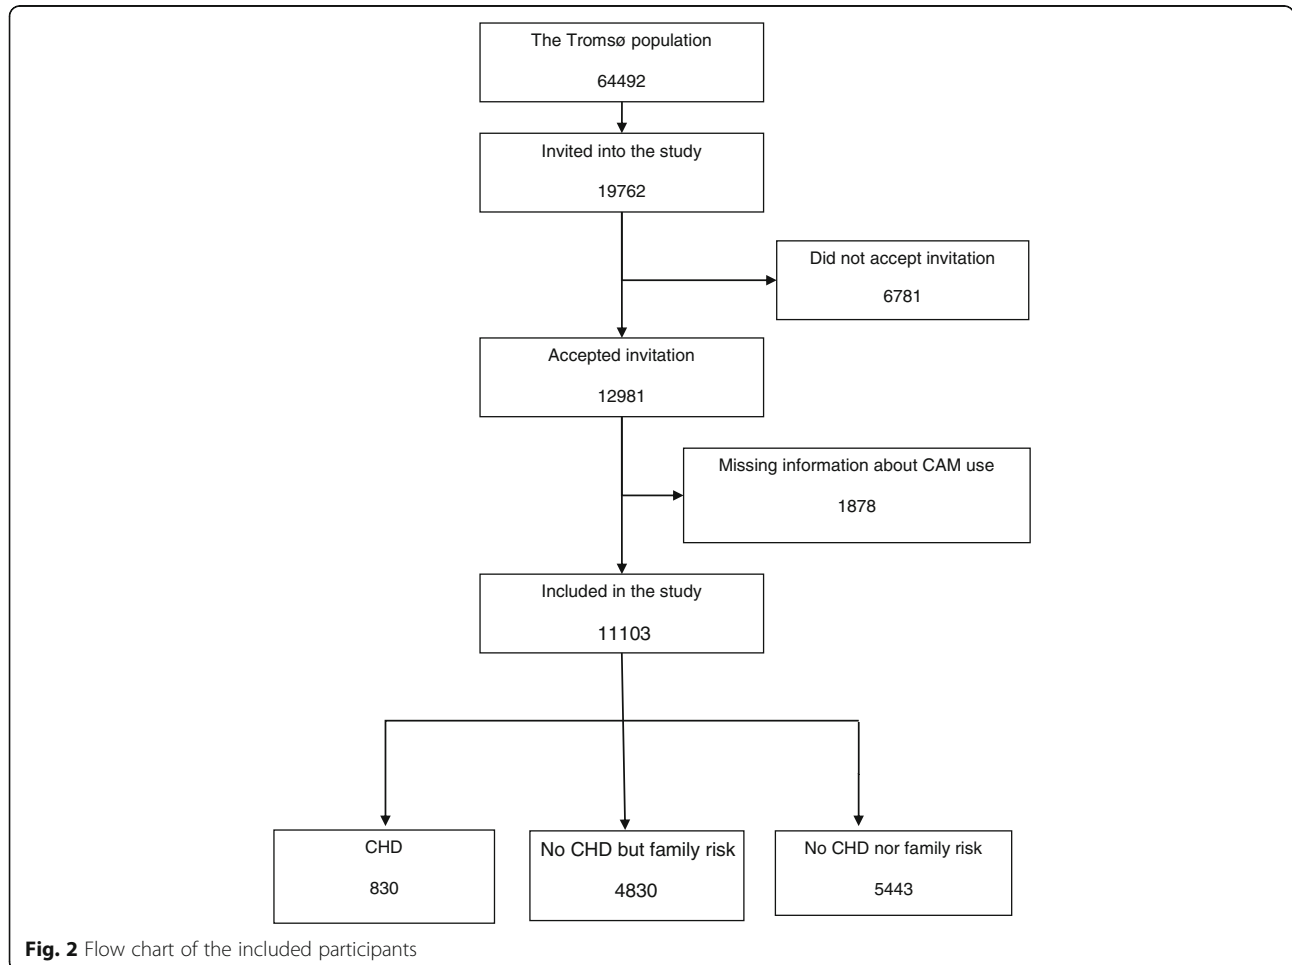 The Tromsø population
64492
Invited into the study
19762
Did not accept invitation
6781
Accepted invitation
12981
Missing information about CAM use
1878
Included in the study
11103
CHD
830
No CHD but family risk
4830
No CHD nor family risk
5443
Fig. 2 Flow chart of the included participants